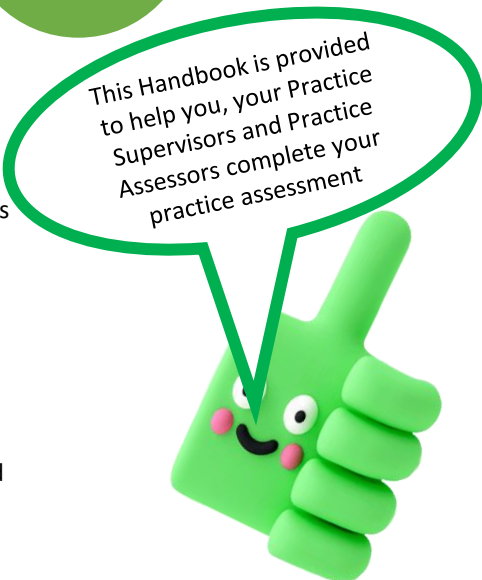 This Handbook is provided
to help you, your Practice
Supervisors and Practice
Assessors complete your
practice assessment
s